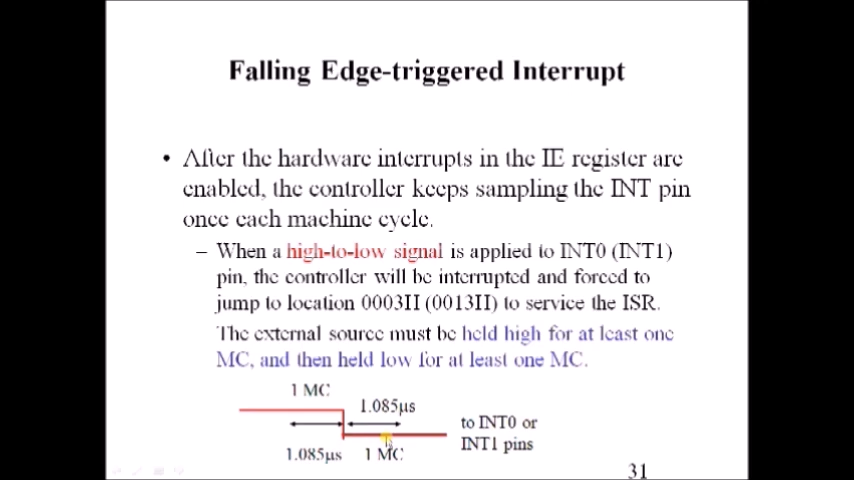 Falling Edge-triggered Interrupt
• After the hardware interrupts in the IE register are
enabled, the controller keeps sampling the INT pin
once each machine cycle.
– When a high-to-low signal is applied to INT0 (INT1)
pin, the controller will be interrupted and forced to
jump to location 0003H (0013H) to service the ISR.
The external source must be held high for at least one
MC, and then held low for at least one MC.
1 MC
1.085μs
to INT0 or
INT1 pins
1.085μs
1 MC
31